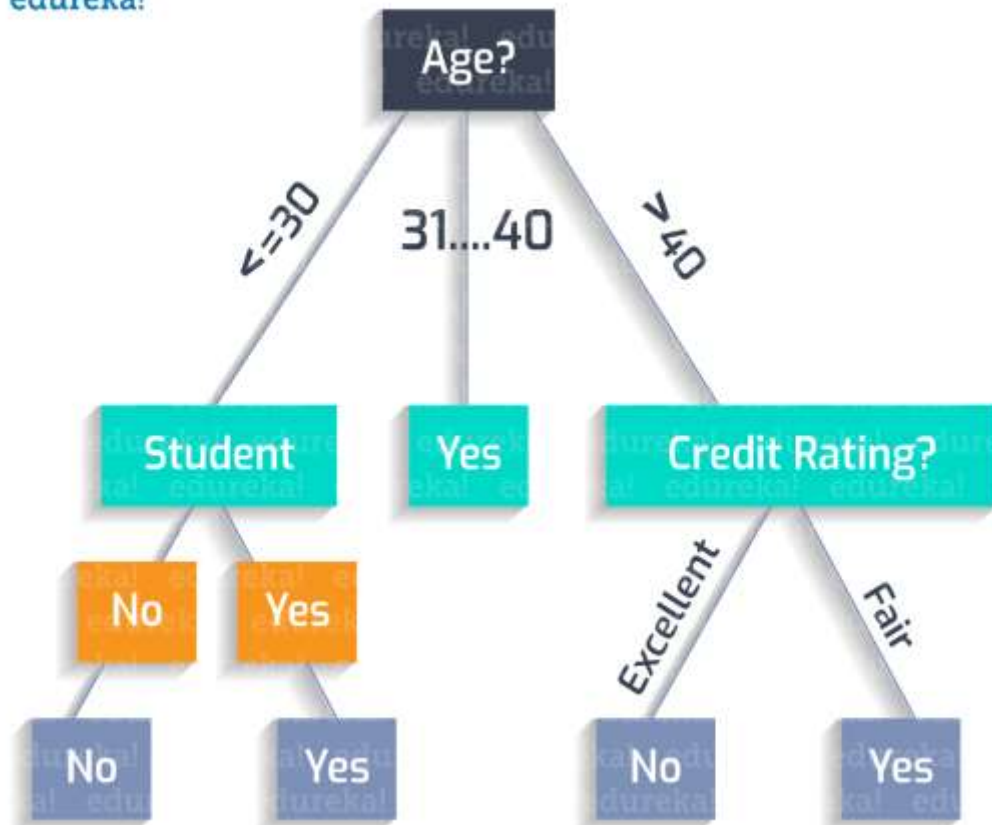 edureka!
Age?
<=30
31....40
>40
Student
Yes
Credit Rating?
No
Yes
Excellent
Fair
No
Yes
No
Yes